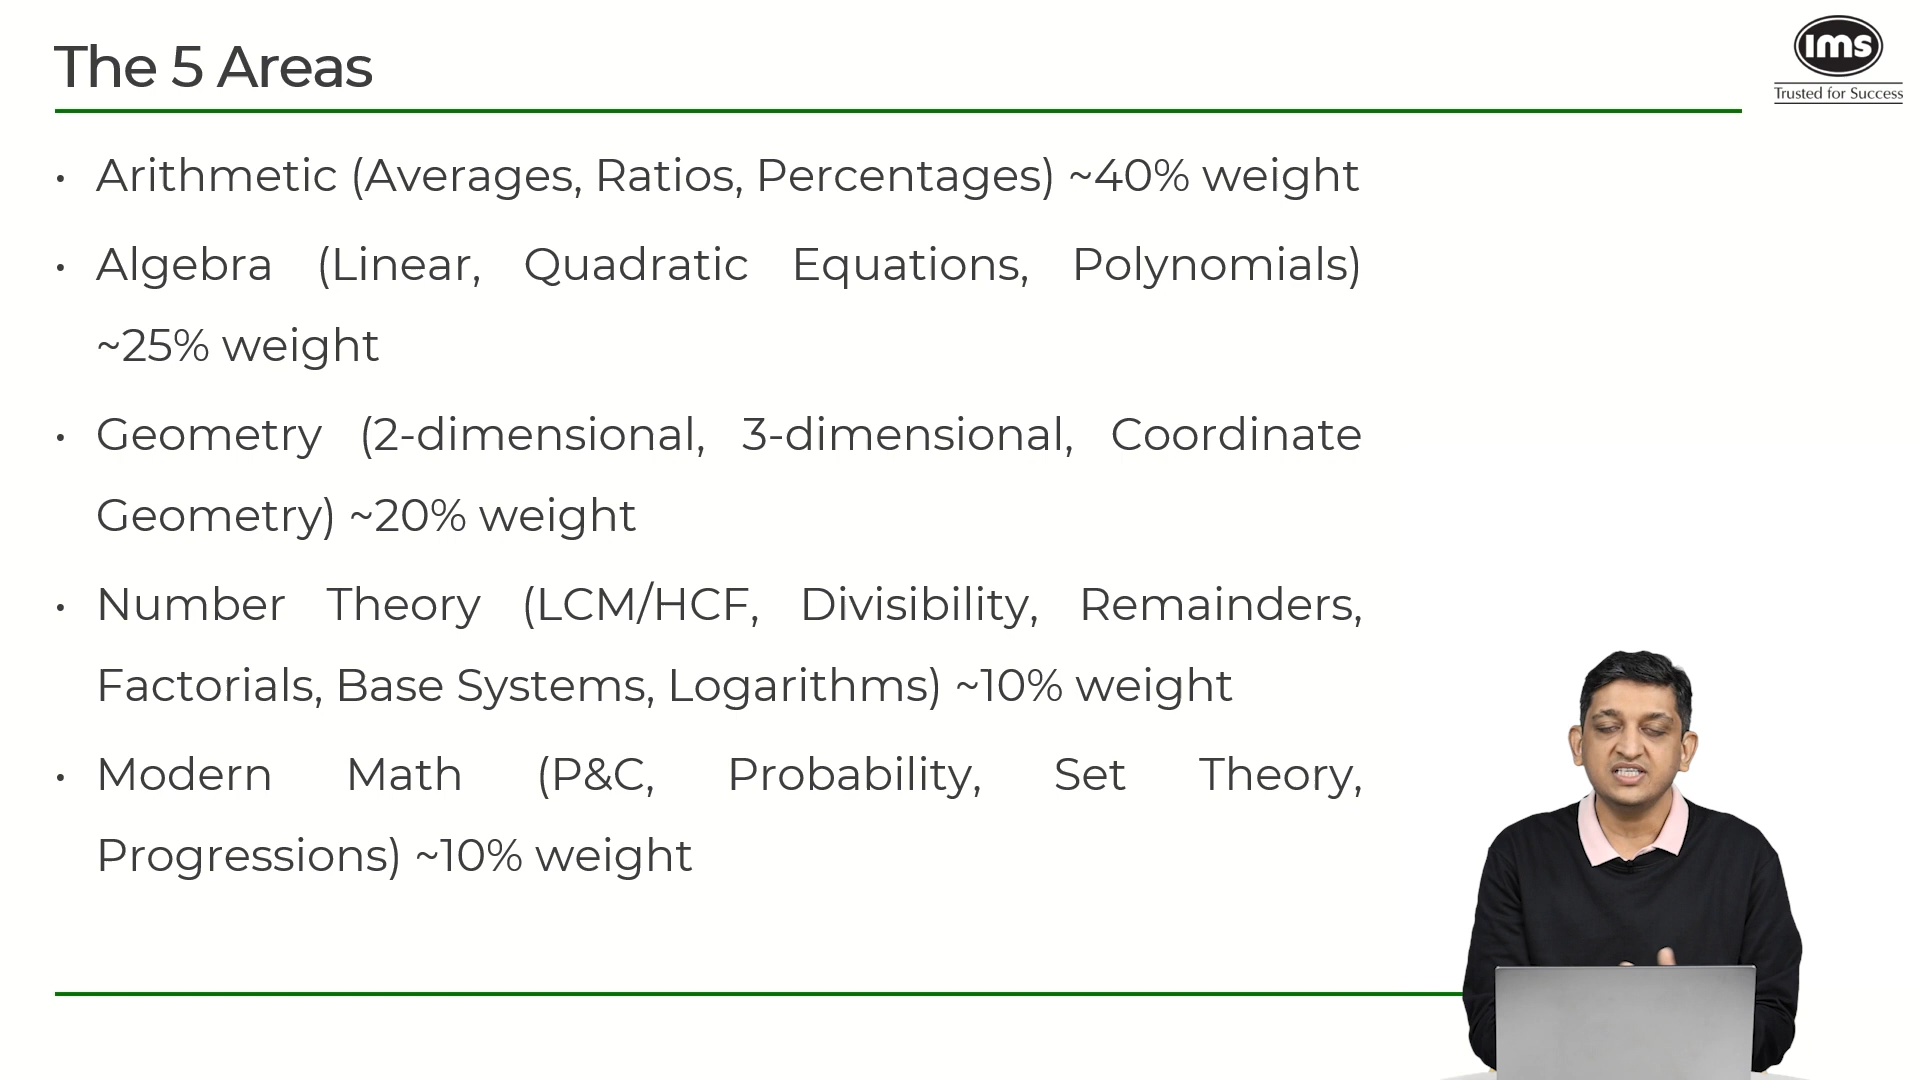 The 5 Areas
ims
Trusted for Success
• Arithmetic (Averages, Ratios, Percentages) ~40% weight
• Algebra (Linear, Quadratic Equations, Polynomials)
~25% weight
• Geometry (2-dimensional, 3-dimensional, Coordinate
Geometry) ~20% weight
• Number Theory (LCM/HCF, Divisibility, Remainders,
Factorials, Base Systems, Logarithms) ~10% weight
• Modern Math (P&C, Probability, Set Theory,
Progressions) ~10% weight